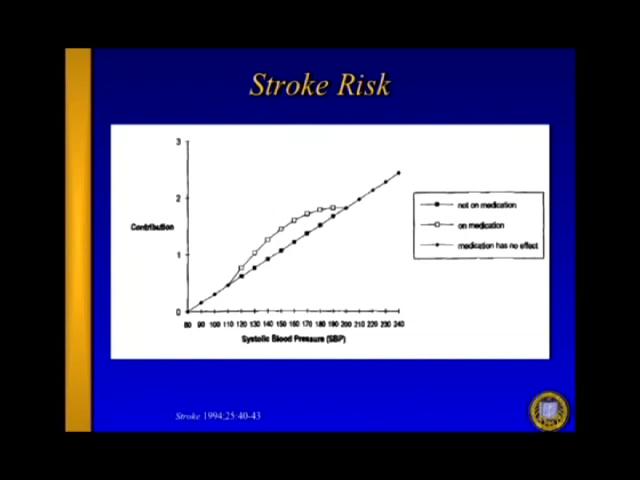 Stroke Risk
3
2
Contribution
1
0
80 90 100 110 120 130 140 150 160 170 180 190 200 210 220 230 240
Systolic Blood Pressure (SBP)
not on medication
on medication
medication has no effect
Stroke 1994;25:40-43